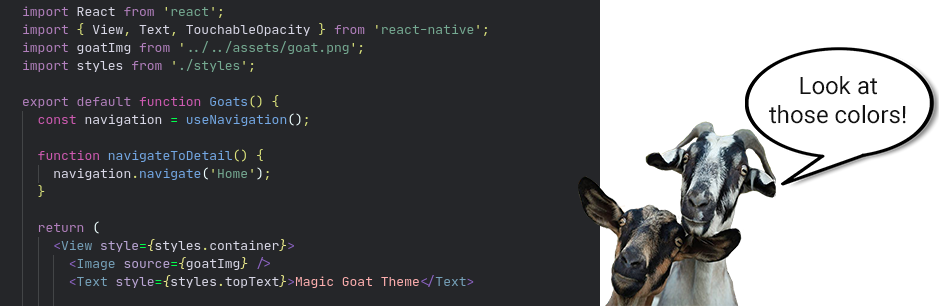 import React from 'react';
import { View, Text, TouchableOpacity } from 'react-native';
import goatImg from '../../assets/goat.png';
import styles from './styles';
export default function Goats() {
const navigation = useNavigation();
function navigateToDetail() {
navigation.navigate('Home');
}
return (
<View style={styles.container}>
<Image source={goatImg} />
<Text style={styles.topText}>Magic Goat Theme</Text>
Look at
those colors!